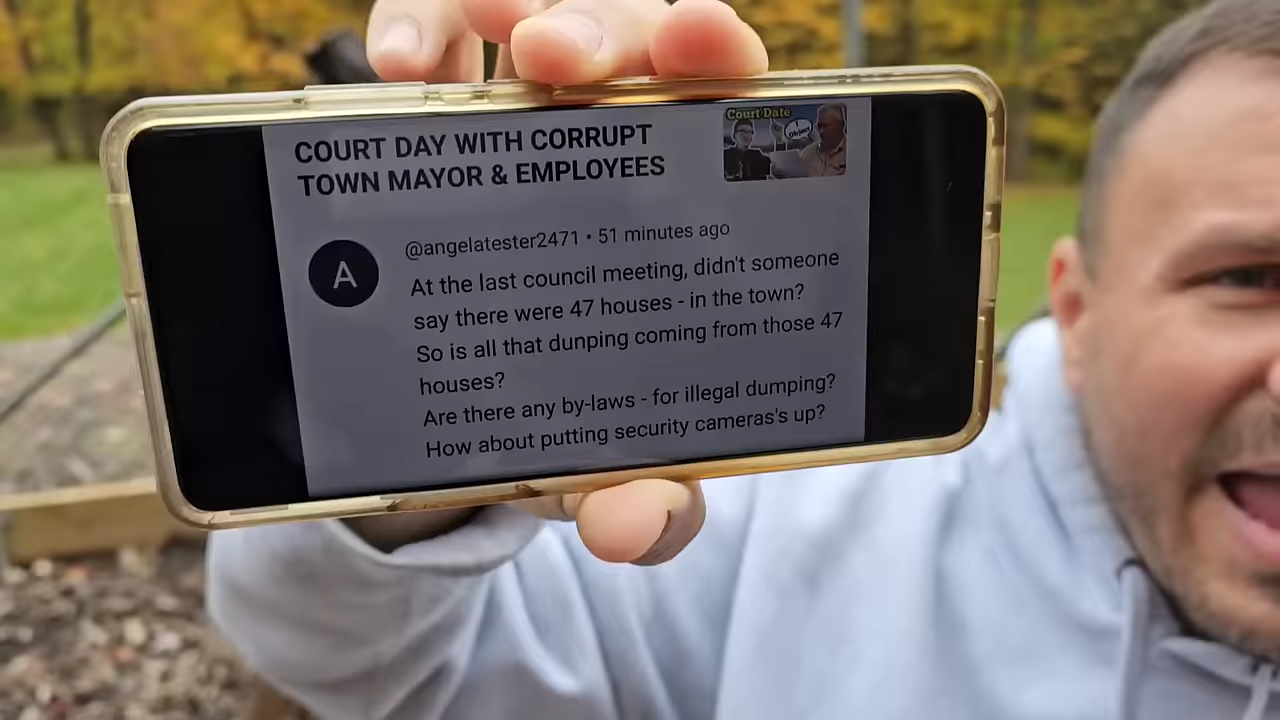 COURT DAY WITH CORRUPT
TOWN MAYOR & EMPLOYEES
Court Date
I Object
A
@angelatester2471 • 51 minutes ago
At the last council meeting, didn't someone
say there were 47 houses - in the town?
So is all that dunping coming from those 47
houses?
Are there any by-laws - for illegal dumping?
How about putting security cameras's up?